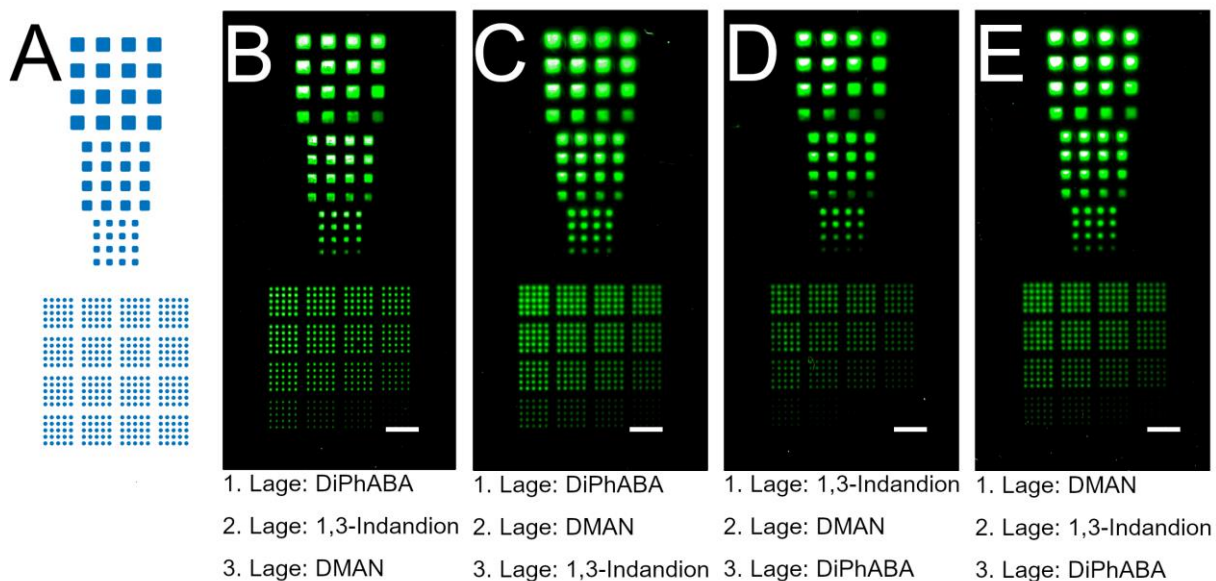 A
B
C
D
E
1. Lage: DiPhABA
2. Lage: 1,3-Indandion
3. Lage: DMAN
1. Lage: DiPhABA
2. Lage: DMAN
3. Lage: 1,3-Indandion
1. Lage: 1,3-Indandion
2. Lage: DMAN
3. Lage: DiPhABA
1. Lage: DMAN
2. Lage: 1,3-Indandion
3. Lage: DiPhABA